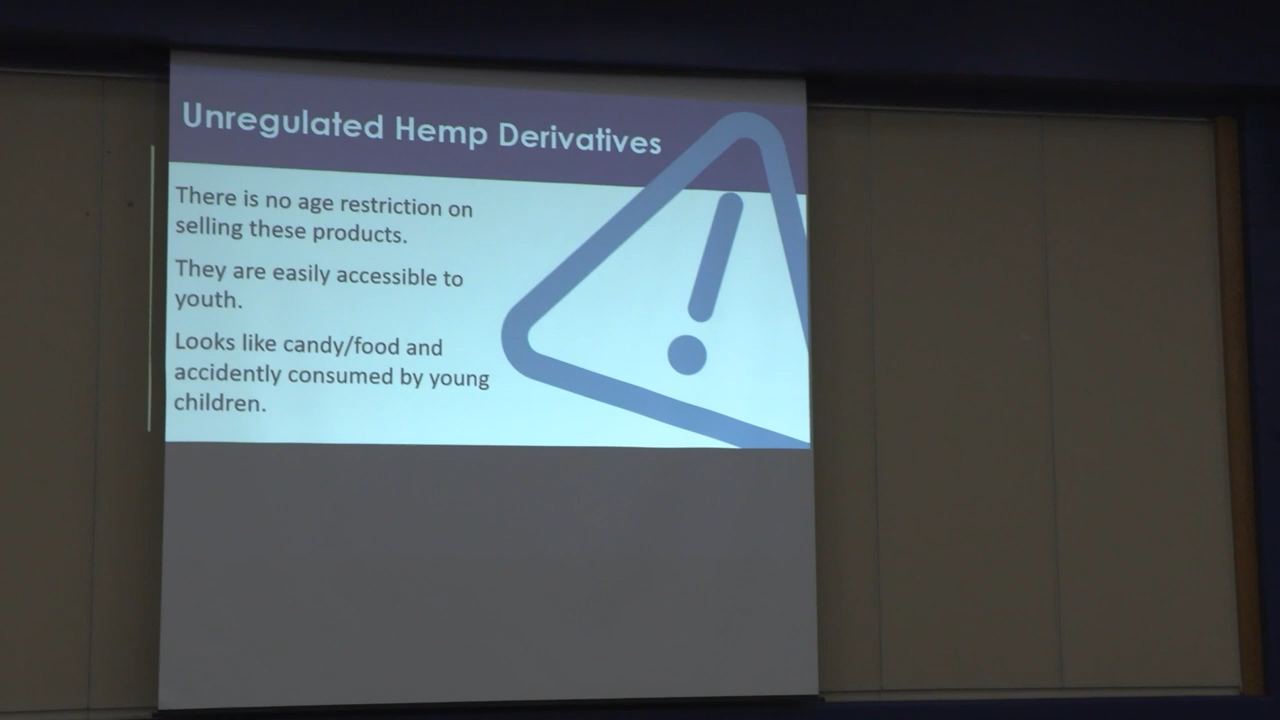 Unregulated Hemp Derivatives
There is no age restriction on
selling these products.
They are easily accessible to
youth.
Looks like candy/food and
accidently consumed by young
children.